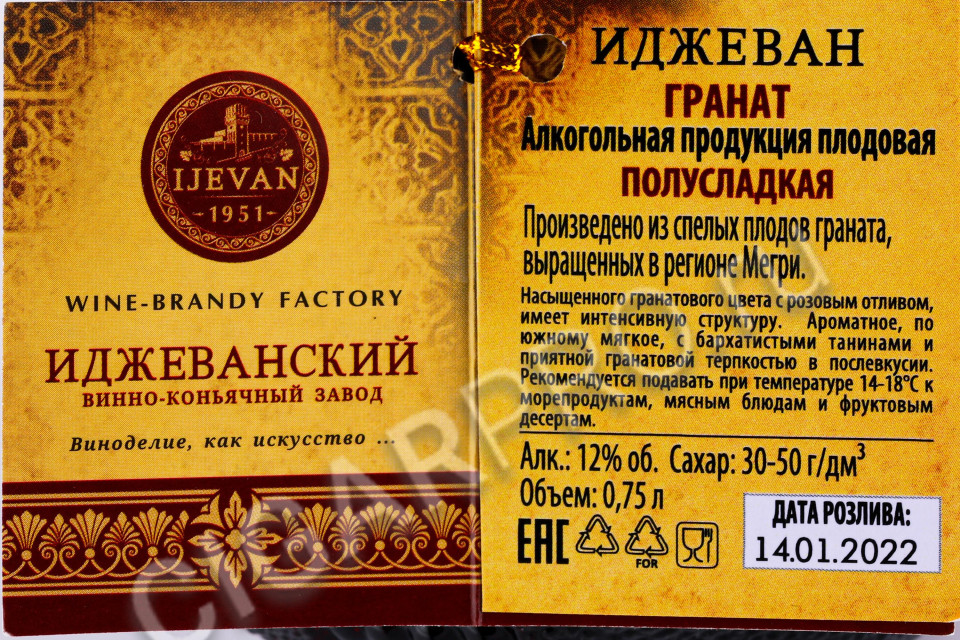 IJEVAN
1951
WINE-BRANDY FACTORY
ИДЖЕВАНСКИЙ
ВИННО-КОНЬЯЧНЫЙ ЗАВОД
Виноделие, как искусство ...
ИДЖЕВАН
ГРАНАТ
Алкогольная продукция плодовая
ПОЛУСЛАДКАЯ
Произведено из спелых плодов граната,
выращенных в регионе Мегри.
Насыщенного гранатового цвета с розовым отливом,
имеет интенсивную структуру. Ароматное, по
южному мягкое, с бархатистыми танинами и
приятной гранатовой терпкостью в послевкусии.
Рекомендуется подавать при температуре 14-18°С к
морепродуктам, мясным блюдам и фруктовым
десертам.
Алк.: 12% об. Сахар: 30-50 г/дм³
Объем: 0,75 л
ДАТА РОЗЛИВА:
14.01.2022
EAC
FOR
CIGARPRO.ru